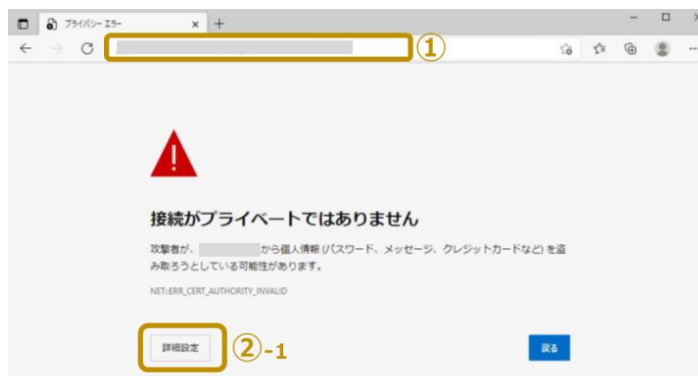 プライバシー エラー
①
接続がプライベートではありません
攻撃者が、 から個人情報 (パスワード、メッセージ、クレジットカードなど) を盗
み取ろうとしている可能性があります。
NET::ERR_CERT_AUTHORITY_INVALID
詳細設定 ②-1 戻る